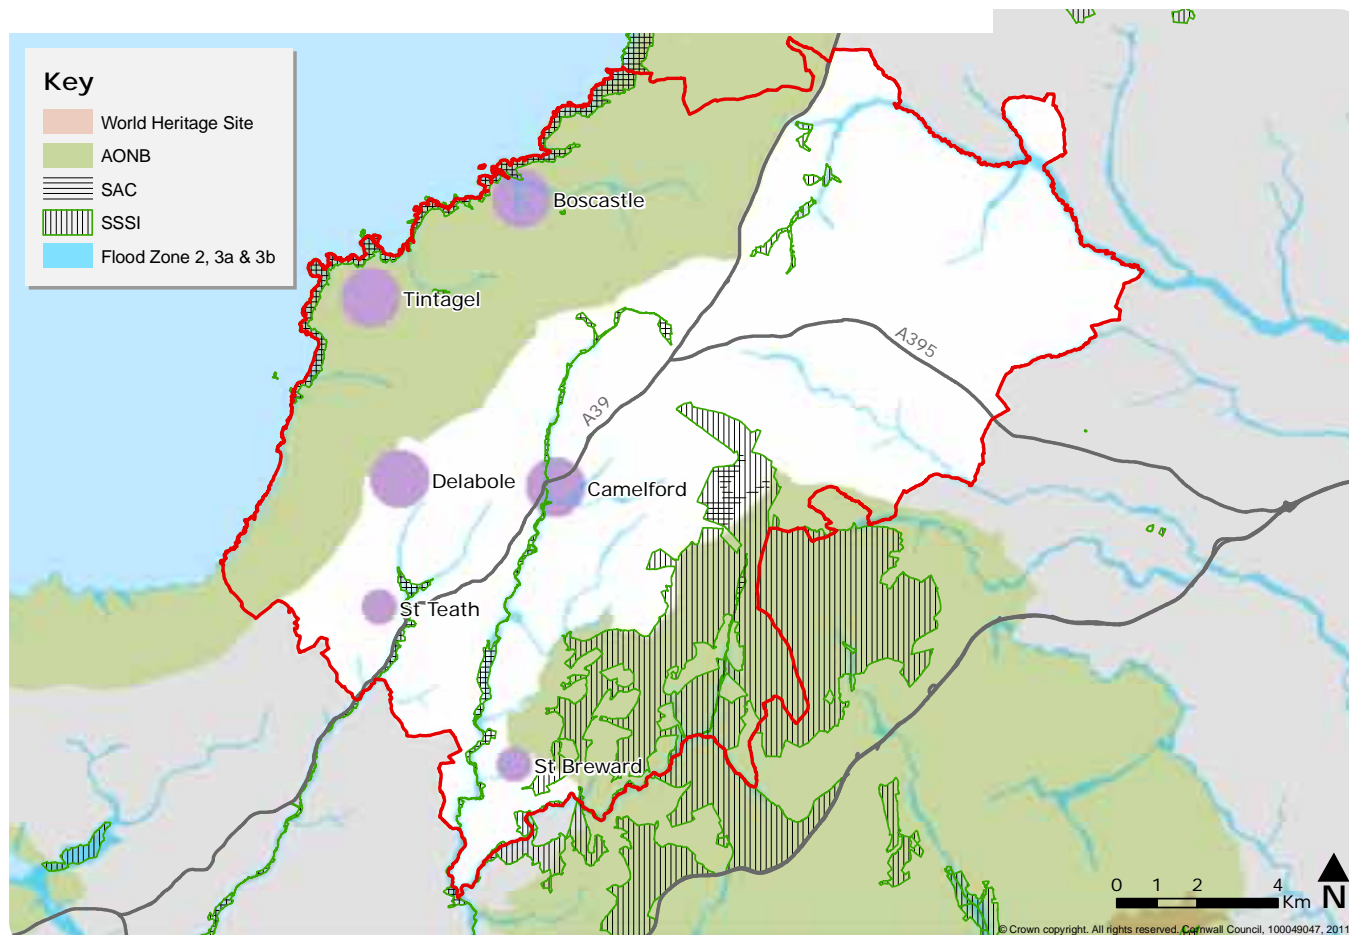 Key
World Heritage Site
AONB
SAC
SSSI
Flood Zone 2, 3a & 3b
Boscastle
Tintagel
A395
A39
Delabole
Camelford
St Teath
St Breward
0 1 2 4
Km
N
© Crown copyright. All rights reserved. Cornwall Council, 100049047, 2011